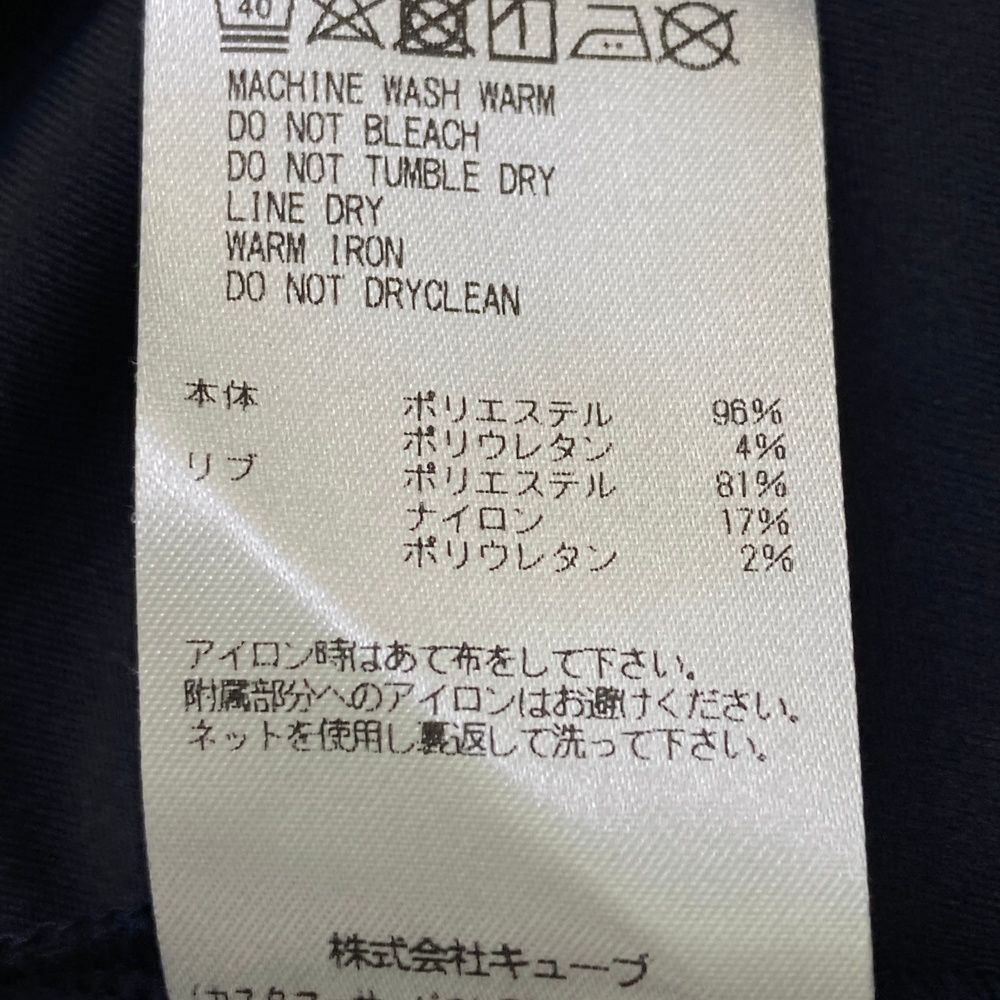 40
MACHINE WASH WARM
DO NOT BLEACH
DO NOT TUMBLE DRY
LINE DRY
WARM IRON
DO NOT DRYCLEAN
本体 ポリエステル 96%
ポリウレタン 4%
リブ ポリエステル 81%
ナイロン 17%
ポリウレタン 2%
アイロン時はあて布をして下さい。
附属部分へのアイロンはお避けください。
ネットを使用し裏返して洗って下さい。
株式会社キューブ